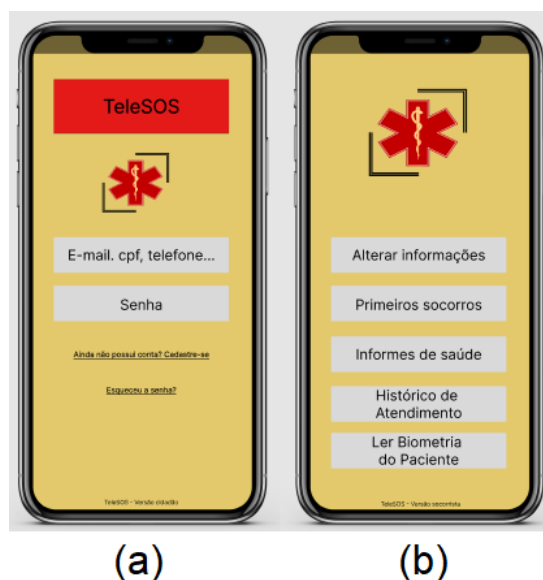 TeleSOS
E-mail. cpf, telefone...
Senha
Ainda não possui conta? Cadastre-se
Esqueceu a senha?
TeleSOS - Versão cidadão
(a)
Alterar informações
Primeiros socorros
Informes de saúde
Histórico de
Atendimento
Ler Biometria
do Paciente
TeleSOS - Versão socorrista
(b)